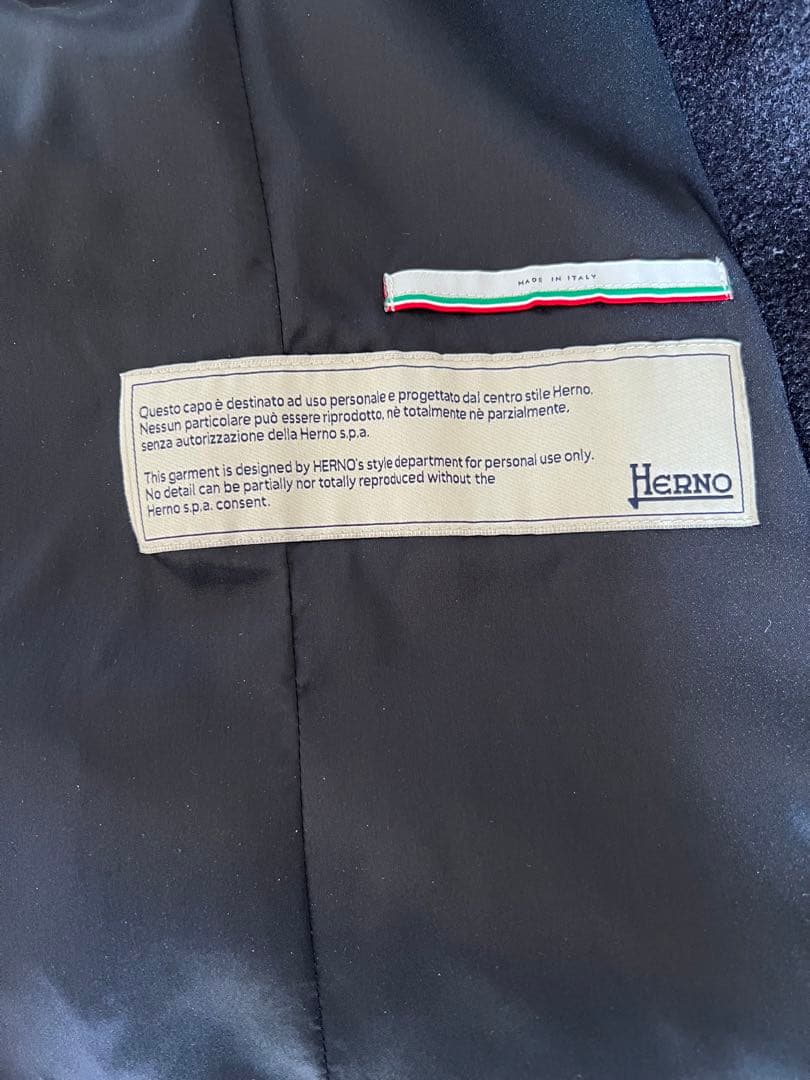 MADE IN ITALY
Questo capo è destinato ad uso personale e progettato dal centro stile Herno.
Nessun particolare può essere riprodotto, nè totalmente nè parzialmente,
senza autorizzazione della Herno s.p.a.
This garment is designed by HERNO's style department for personal use only.
No detail can be partially nor totally reproduced without the
Herno s.p.a. consent.
HERNO